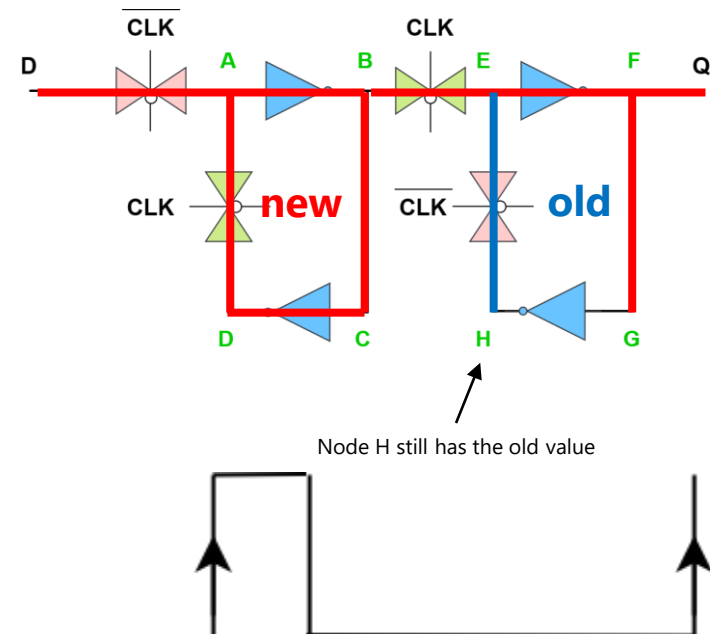 CLK CLK
D A B E F Q
CLK new CLK old
D C H G
Node H still has the old value